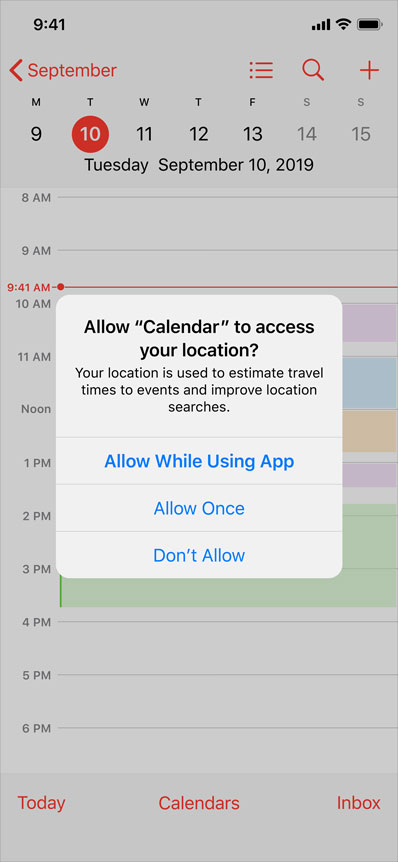 9:41
September
M T W T F S S
9 10 11 12 13 14 15
Tuesday September 10, 2019
8 AM
9 AM
9:41 AM
10 AM
Allow “Calendar” to access
your location?
Your location is used to estimate travel
times to events and improve location
searches.
11 AM
Noon
Allow While Using App
1 PM
Allow Once
2 PM
Don’t Allow
3 PM
4 PM
5 PM
6 PM
Today Calendars Inbox